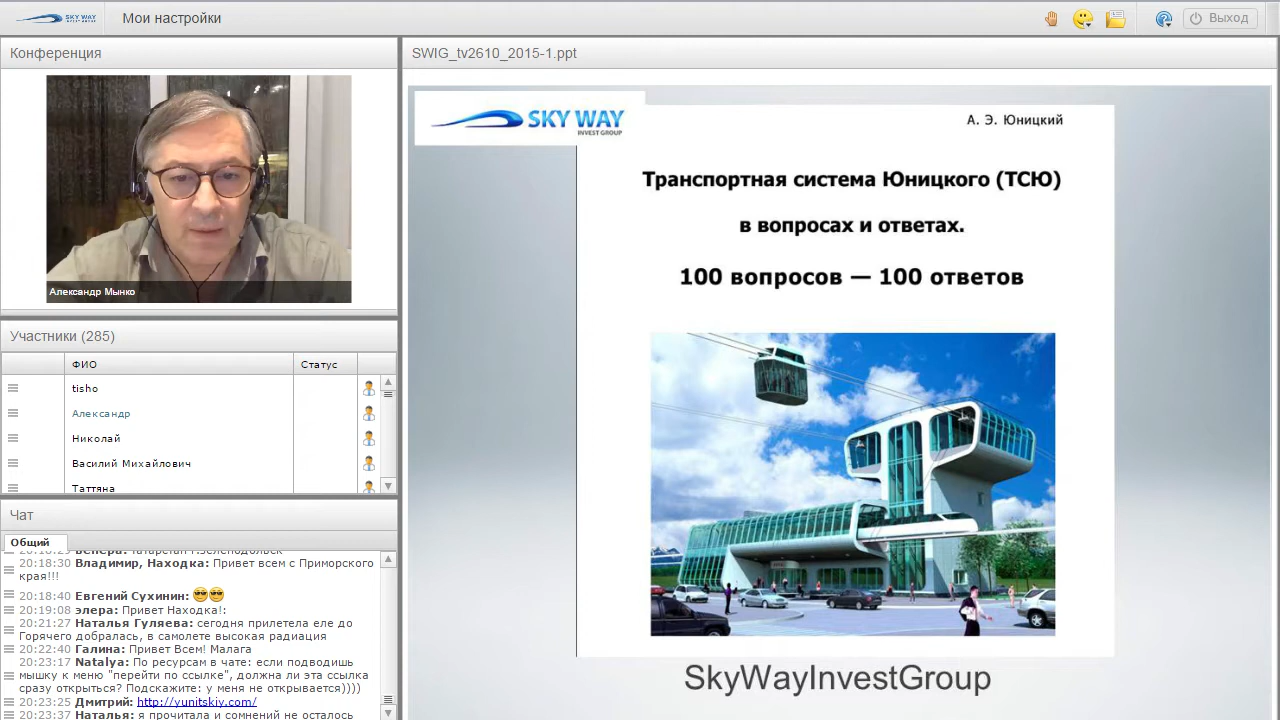 SKY WAY
INVEST GROUP
Мои настройки
Выход
Конференция
Александр Мынко
Участники (285)
ФИО
Статус
tisho
Александр
Николай
Василий Михайлович
Таттяна
Чат
Общий
20:18:30 Владимир, Находка: Привет всем с Приморского
края!!!
20:18:40 Евгений Сухинин:
20:19:08 элера: Привет Находка!:
20:21:27 Наталья Гуляева: сегодня прилетела еле до
Горячего добралась, в самолете высокая радиация
20:22:40 Галина: Привет Всем! Малага
20:23:17 Natalya: По ресурсам в чате: если подводишь
мышку к меню "перейти по ссылке", должна ли эта ссылка
сразу открыться? Подскажите: у меня не открывается))))
20:23:25 Дмитрий: http://yunitskiy.com/
20:23:37 Наталья: я прочитала и сомнений не осталось
SWIG_tv2610_2015-1.ppt
SKY WAY
INVEST GROUP
А. Э. Юницкий
Транспортная система Юницкого (ТСЮ)
в вопросах и ответах.
100 вопросов — 100 ответов
SkyWayInvestGroup